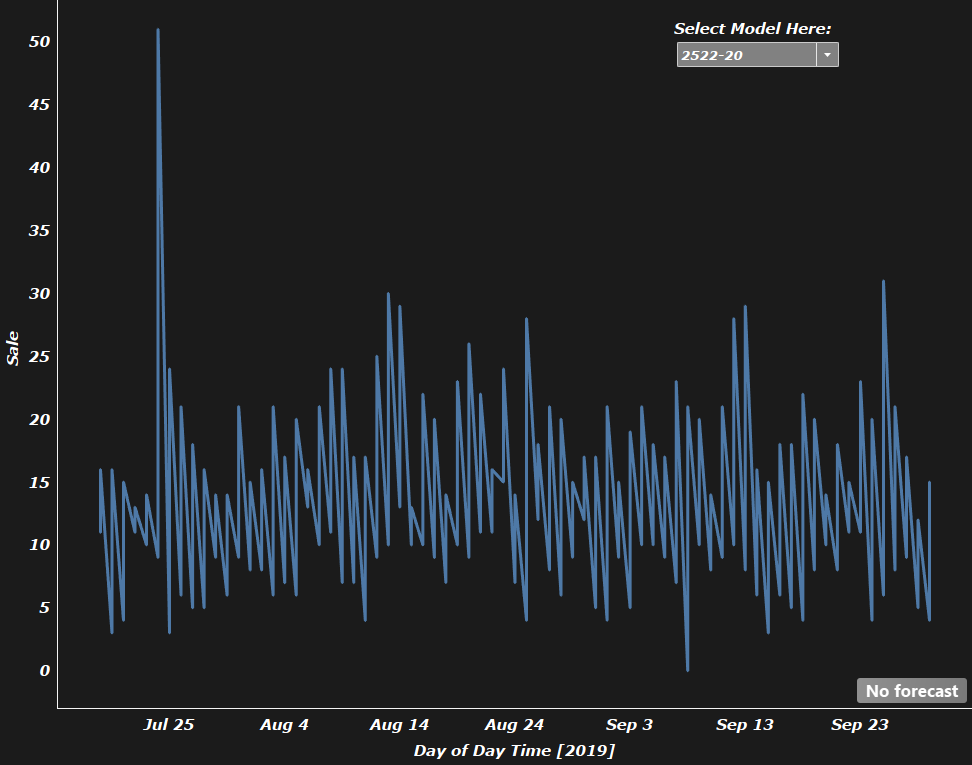 Select Model Here:
2522-20
50
45
40
35
30
25
20
15
10
5
0
Sale
No forecast
Jul 25 Aug 4 Aug 14 Aug 24 Sep 3 Sep 13 Sep 23
Day of Day Time [2019]